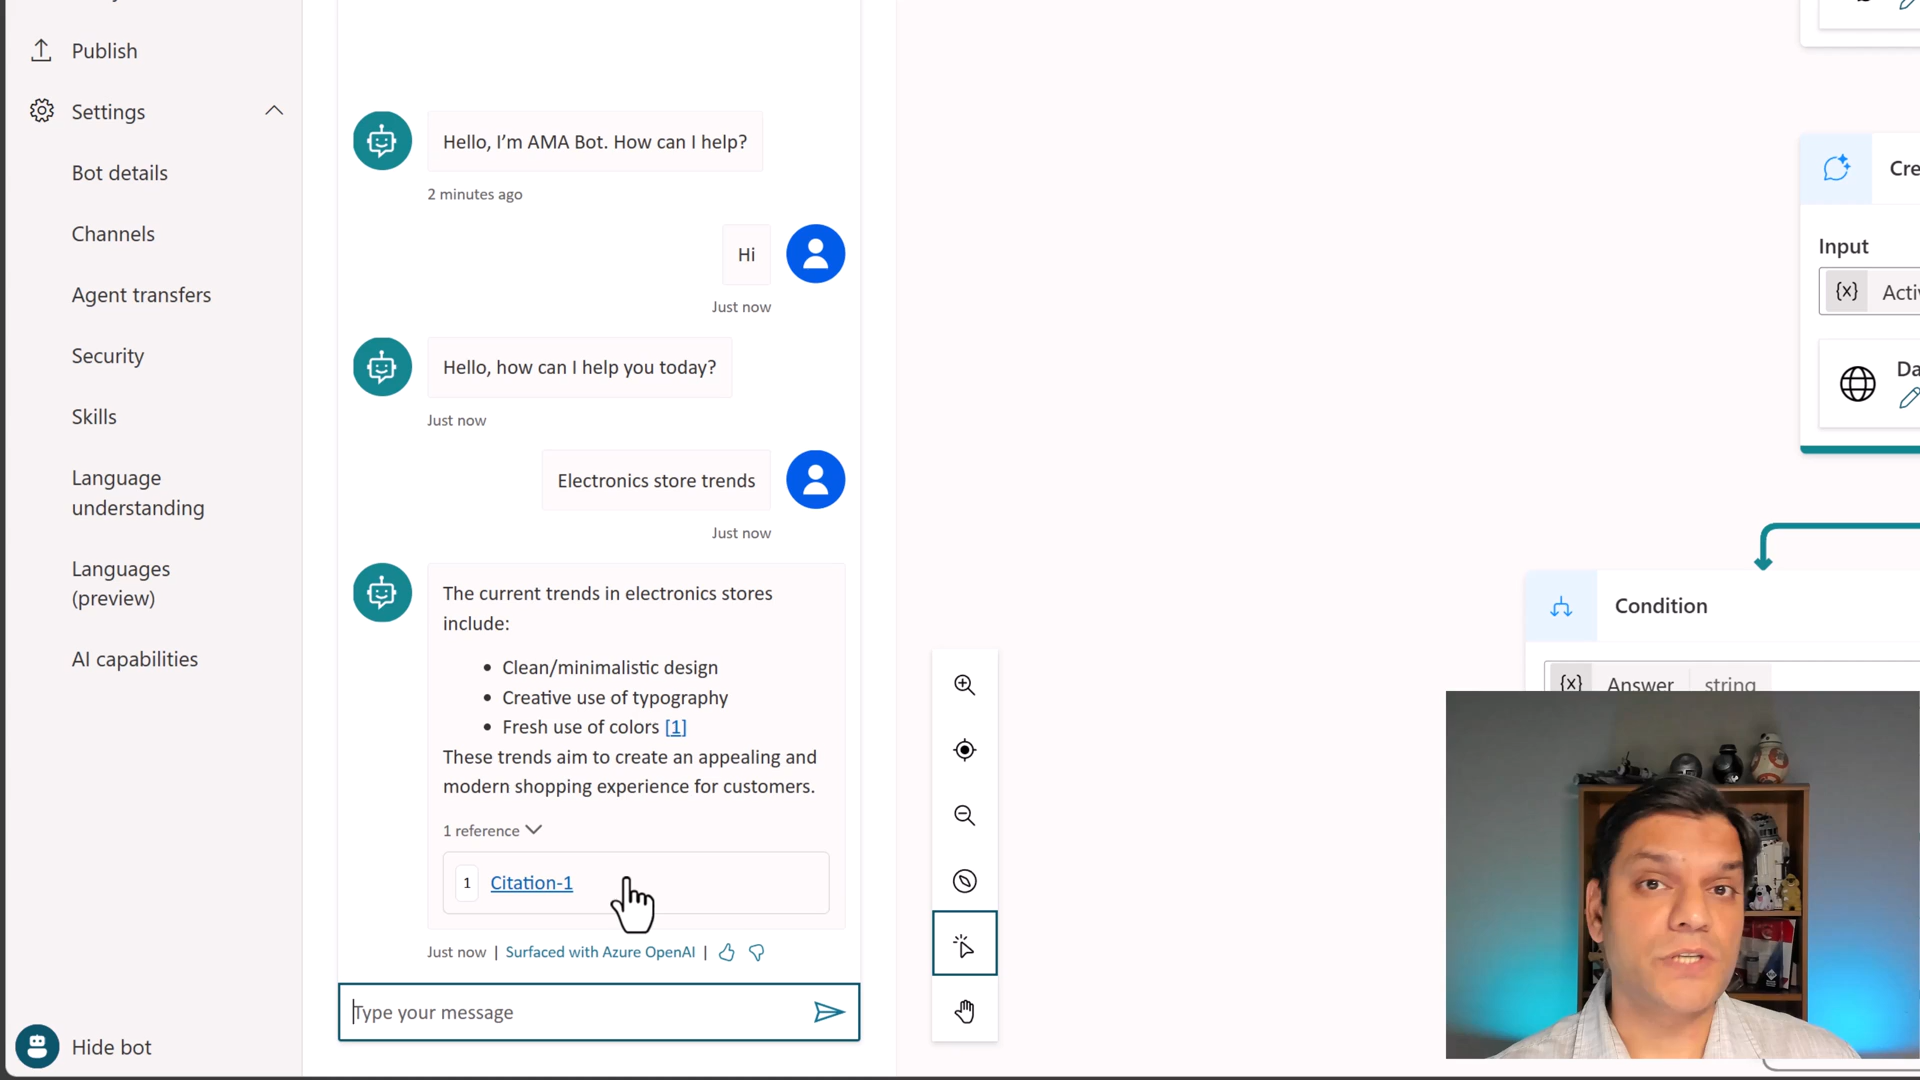 Publish
Settings
Bot details
Channels
Agent transfers
Security
Skills
Language
understanding
Languages
(preview)
AI capabilities
Hide bot
Hello, I’m AMA Bot. How can I help?
2 minutes ago
Hi
Just now
Hello, how can I help you today?
Just now
Electronics store trends
Just now
The current trends in electronics stores
include:
• Clean/minimalistic design
• Creative use of typography
• Fresh use of colors [1]
These trends aim to create an appealing and
modern shopping experience for customers.
1 reference
1 Citation-1
Just now | Surfaced with Azure OpenAI |
Type your message
Cre
Input
{x} Acti
Da
Condition
{x} Answer string